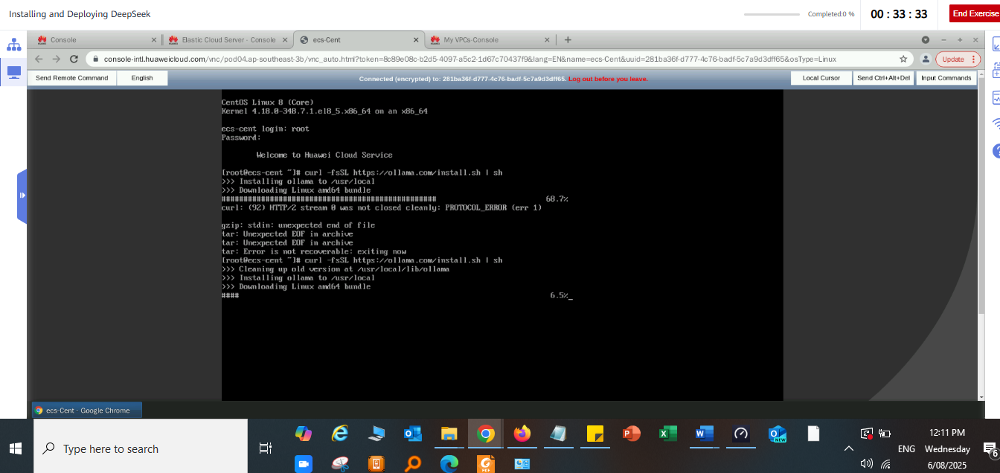 Installing and Deploying DeepSeek
Completed:0 %
00 : 33 : 33
End Exercise
Console
Elastic Cloud Server - Console
ecs-Cent
My VPCs-Console
console-intl.huaweicloud.com/vnc/pod04.ap-southeast-3b/vnc_auto.html?token=8c89e08c-b2d5-4097-a5c2-1d67c70437f9&lang=EN&name=ecs-Cent&uuid=281ba36f-d777-4c76-badf-5c7a9d3dff65&osType=Linux
Update
Send Remote Command
English
Connected (encrypted) to: 281ba36f-d777-4c76-badf-5c7a9d3dff65. Log out before you leave.
Local Cursor
Send Ctrl+Alt+Del
Input Commands
CentOS Linux 8 (Core)
Kernel 4.18.0-348.7.1.el8_5.x86_64 on an x86_64
ecs-cent login: root
Password:
Welcome to Huawei Cloud Service
[root@ecs-cent ~]# curl -fsSL https://ollama.com/install.sh | sh
>>> Installing ollama to /usr/local
>>> Downloading Linux amd64 bundle
################################################# 68.7%
curl: (92) HTTP/2 stream 0 was not closed cleanly: PROTOCOL_ERROR (err 1)
gzip: stdin: unexpected end of file
tar: Unexpected EOF in archive
tar: Unexpected EOF in archive
tar: Error is not recoverable: exiting now
[root@ecs-cent ~]# curl -fsSL https://ollama.com/install.sh | sh
>>> Cleaning up old version at /usr/local/lib/ollama
>>> Installing ollama to /usr/local
>>> Downloading Linux amd64 bundle
#### 6.5%_
ecs-Cent - Google Chrome
Type here to search
NEW
PDF
12:11 PM
ENG
Wednesday
6/08/2025
6